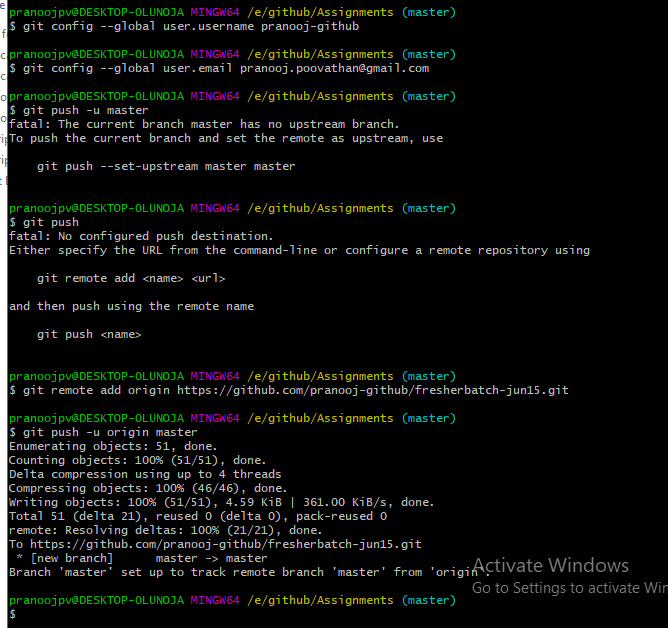 pranoojpv@DESKTOP-OLUNOJA MINGW64 /e/github/Assignments (master)
$ git config --global user.username pranooj-github
pranoojpv@DESKTOP-OLUNOJA MINGW64 /e/github/Assignments (master)
$ git config --global user.email pranooj.poovathan@gmail.com
pranoojpv@DESKTOP-OLUNOJA MINGW64 /e/github/Assignments (master)
$ git push -u master
fatal: The current branch master has no upstream branch.
To push the current branch and set the remote as upstream, use
git push --set-upstream master master
pranoojpv@DESKTOP-OLUNOJA MINGW64 /e/github/Assignments (master)
$ git push
fatal: No configured push destination.
Either specify the URL from the command-line or configure a remote repository using
git remote add <name> <url>
and then push using the remote name
git push <name>
pranoojpv@DESKTOP-OLUNOJA MINGW64 /e/github/Assignments (master)
$ git remote add origin https://github.com/pranooj-github/fresherbatch-jun15.git
pranoojpv@DESKTOP-OLUNOJA MINGW64 /e/github/Assignments (master)
$ git push -u origin master
Enumerating objects: 51, done.
Counting objects: 100% (51/51), done.
Delta compression using up to 4 threads
Compressing objects: 100% (46/46), done.
Writing objects: 100% (51/51), 4.59 KiB | 361.00 KiB/s, done.
Total 51 (delta 21), reused 0 (delta 0), pack-reused 0
remote: Resolving deltas: 100% (21/21), done.
To https://github.com/pranooj-github/fresherbatch-jun15.git
* [new branch] master -> master
Branch 'master' set up to track remote branch 'master' from 'origin'.
Activate Windows
Go to Settings to activate Win
pranoojpv@DESKTOP-OLUNOJA MINGW64 /e/github/Assignments (master)
$